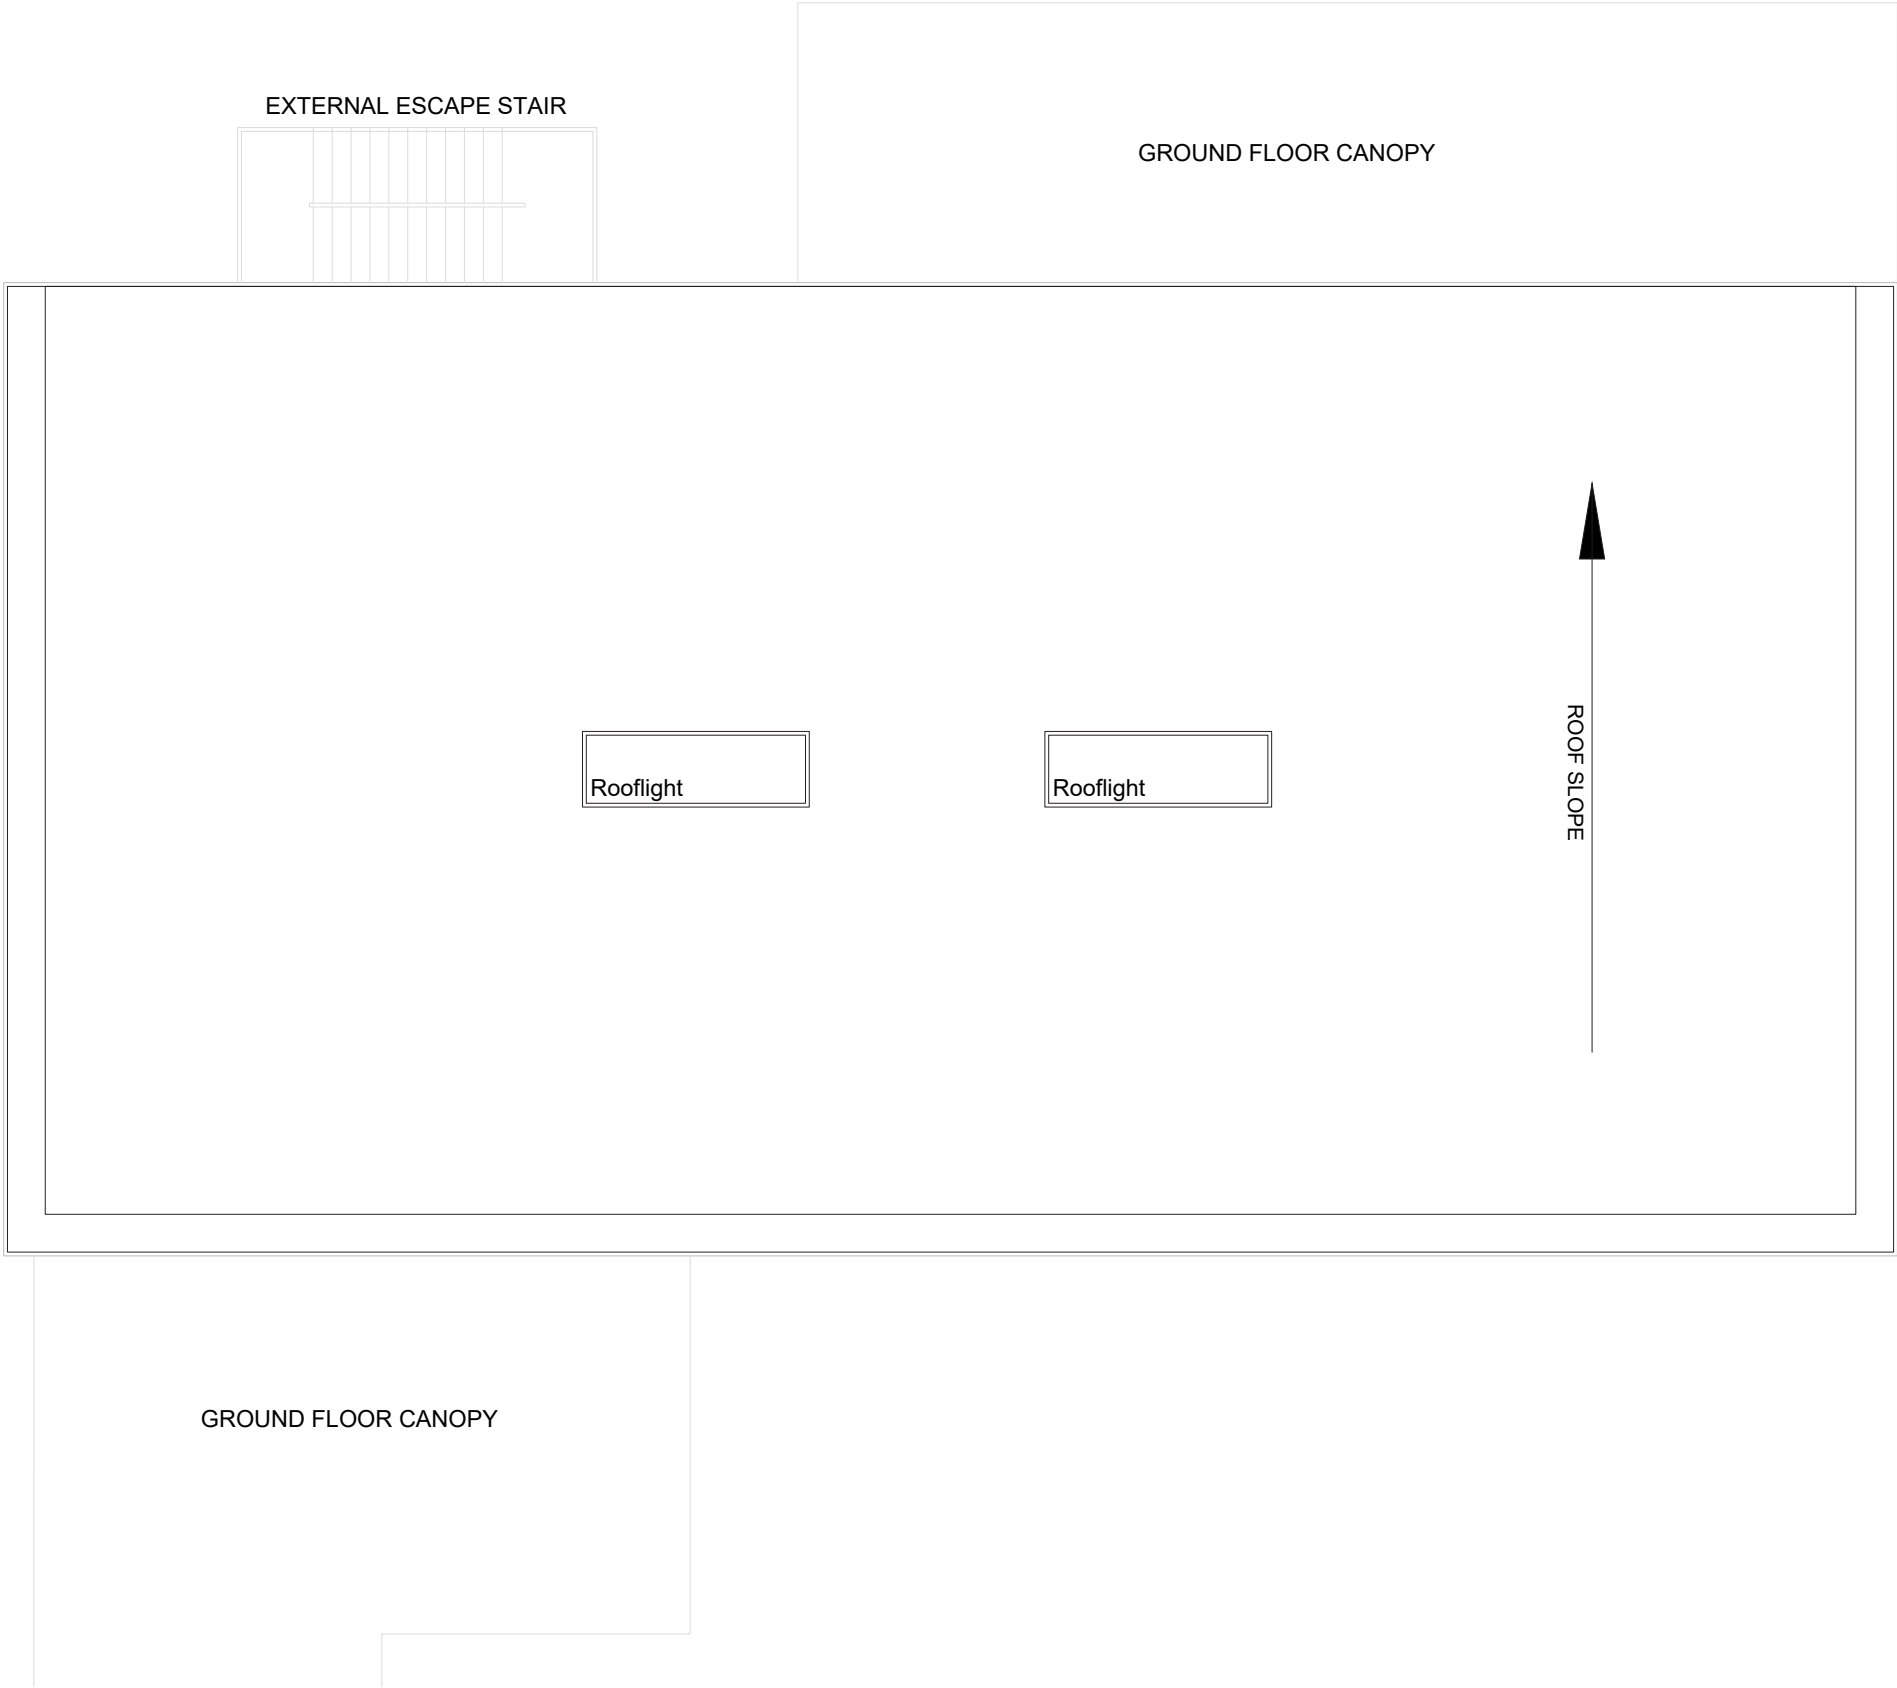 EXTERNAL ESCAPE STAIR
GROUND FLOOR CANOPY
ROOF SLOPE
Rooflight
Rooflight
GROUND FLOOR CANOPY